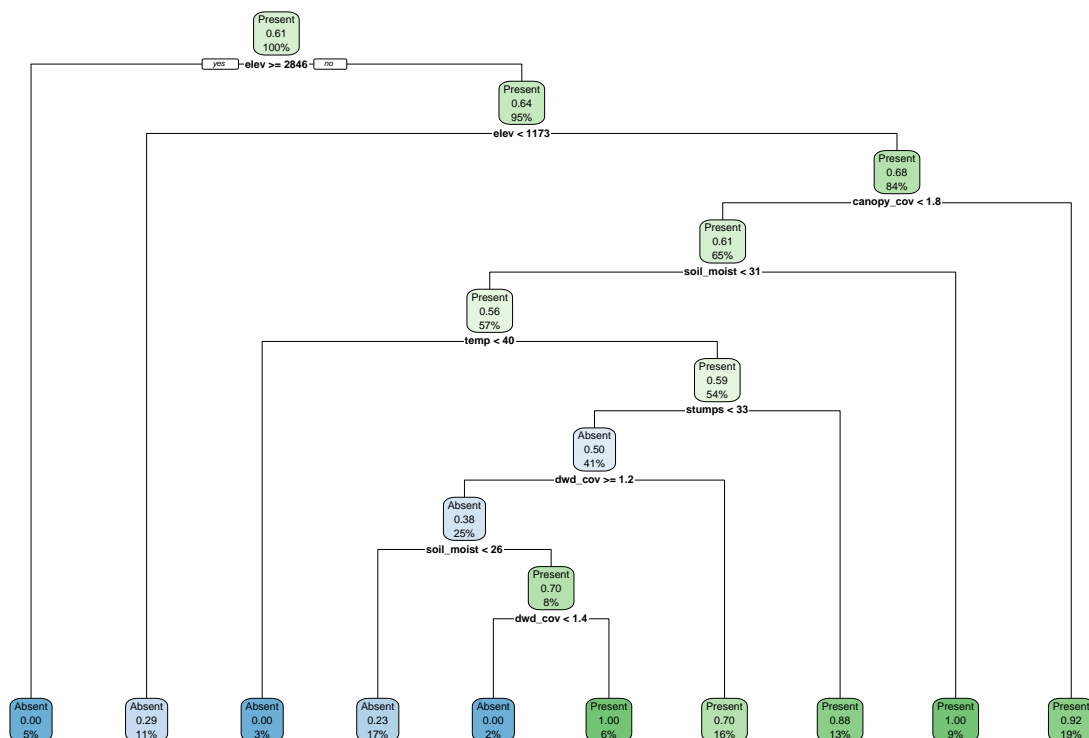 Present
0.61
100%
yes elev >= 2846 no
Present
0.64
95%
elev < 1173
Present
0.68
84%
canopy_cov < 1.8
Present
0.61
65%
soil_moist < 31
Present
0.56
57%
temp < 40
Present
0.59
54%
stumps < 33
Absent
0.50
41%
dwd_cov >= 1.2
Absent
0.38
25%
soil_moist < 26
Present
0.70
8%
dwd_cov < 1.4
Absent
0.00
5%
Absent
0.29
11%
Absent
0.00
3%
Absent
0.23
17%
Absent
0.00
2%
Present
1.00
6%
Present
0.70
16%
Present
0.88
13%
Present
1.00
9%
Present
0.92
19%